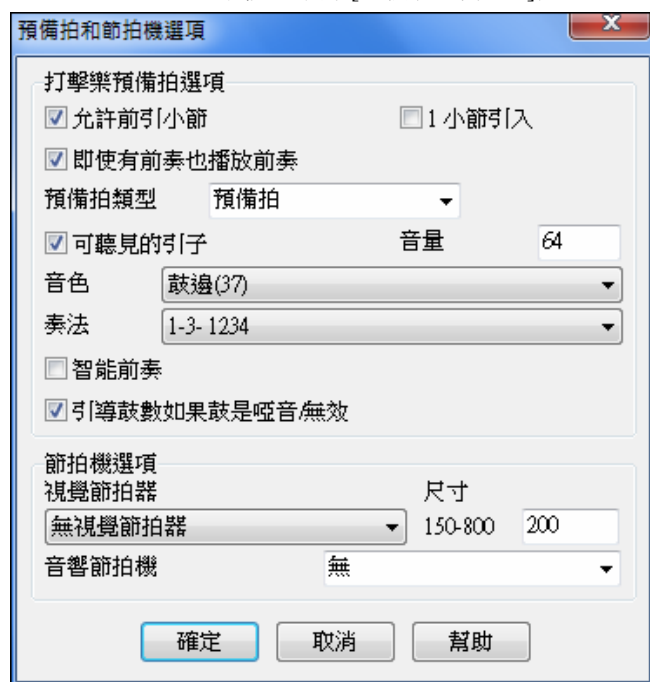 預備拍和節拍機選項
打擊樂預備拍選項
允許前引小節 1 小節引入
即使有前奏也播放前奏
預備拍類型 預備拍
可聽見的引子 音量 64
音色 鼓邊(37)
奏法 1-3- 1234
智能前奏
引導鼓數如果鼓是啞音/無效
節拍機選項
視覺節拍器 尺寸
無視覺節拍器 150-800 200
音響節拍機 無
確定 取消 幫助